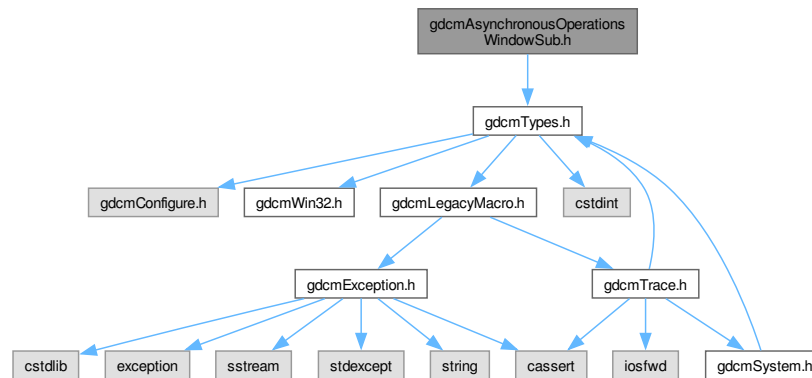 gdcmAsynchronousOperations
WindowSub.h
gdcmTypes.h
gdcmConfigure.h
gdcmWin32.h
gdcmLegacyMacro.h
cstdint
gdcmException.h
gdcmTrace.h
cstdlib
exception
sstream
stdexcept
string
cassert
iosfwd
gdcmSystem.h